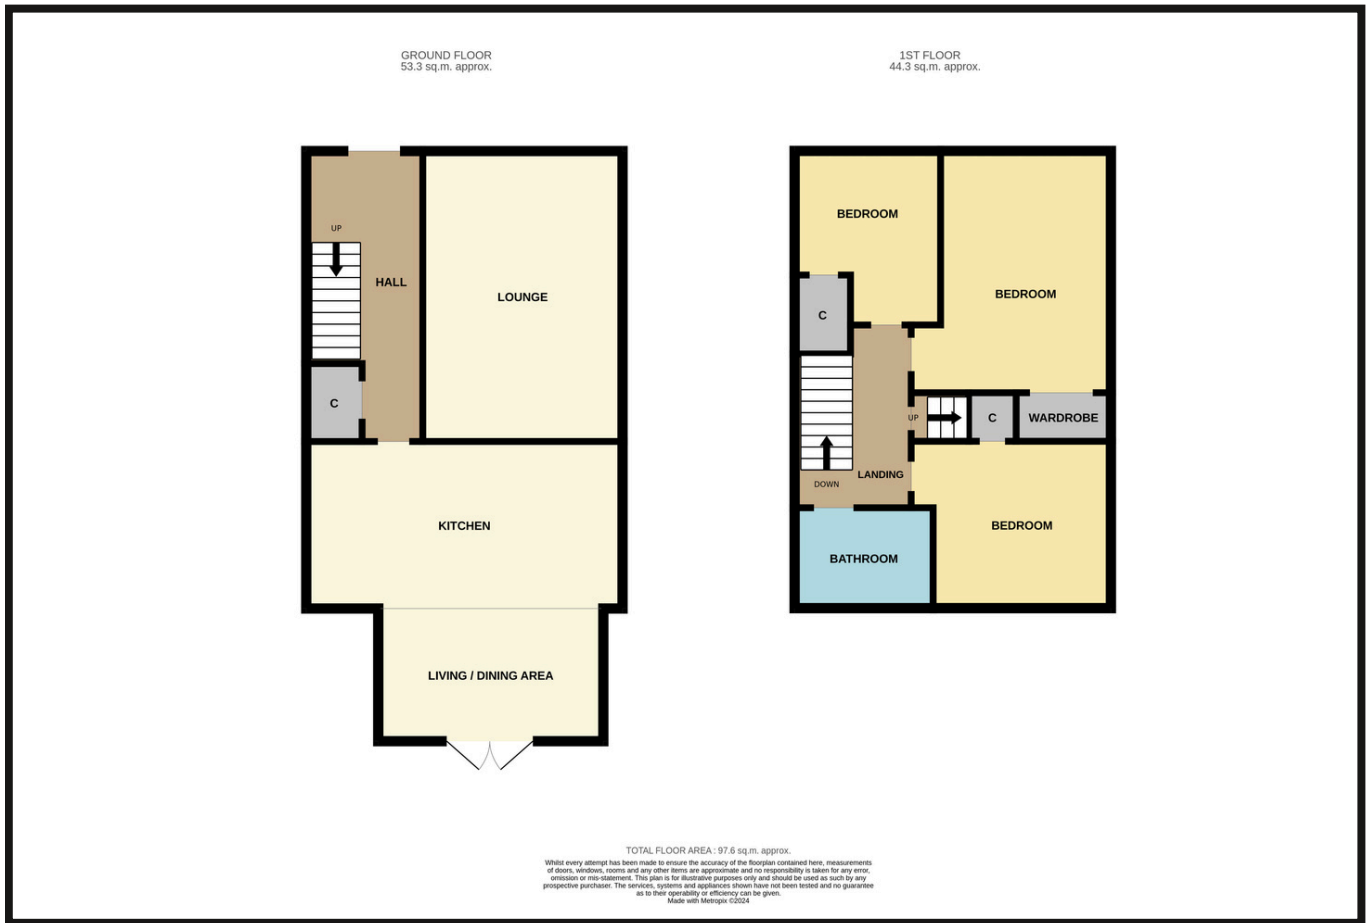 GROUND FLOOR
53.3 sq.m. approx.
1ST FLOOR
44.3 sq.m. approx.
UP
HALL
LOUNGE
C
KITCHEN
LIVING / DINING AREA
BEDROOM
BEDROOM
C
UP
C
WARDROBE
LANDING
DOWN
BEDROOM
BATHROOM
TOTAL FLOOR AREA : 97.6 sq.m. approx.
Whilst every attempt has been made to ensure the accuracy of the floorplan contained here, measurements
of doors, windows, rooms and any other items are approximate and no responsibility is taken for any error,
omission or mis-statement. This plan is for illustrative purposes only and should be used as such by any
prospective purchaser. The services, systems and appliances shown have not been tested and no guarantee
as to their operability or efficiency can be given.
Made with Metropix ©2024